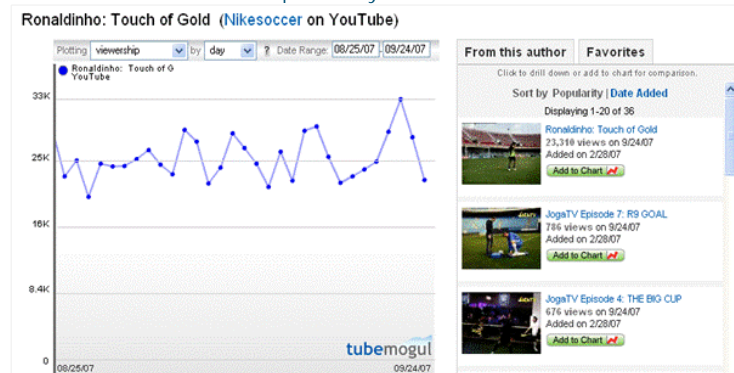 Ronaldinho: Touch of Gold (Nikesoccer on YouTube)
Plotting viewership by day ? Date Range: 08/25/07 - 09/24/07
Ronaldinho: Touch of G
YouTube
33K
25K
16K
8.4K
0
08/25/07 09/24/07
tubemogul
From this author Favorites
Click to drill down or add to chart for comparison.
Sort by Popularity | Date Added
Displaying 1-20 of 36
Ronaldinho: Touch of Gold
23,310 views on 9/24/07
Added on 2/28/07
Add to Chart
JogaTV Episode 7: R9 GOAL
786 views on 9/24/07
Added on 2/28/07
Add to Chart
JogaTV Episode 4: THE BIG CUP
676 views on 9/24/07
Added on 2/28/07
Add to Chart